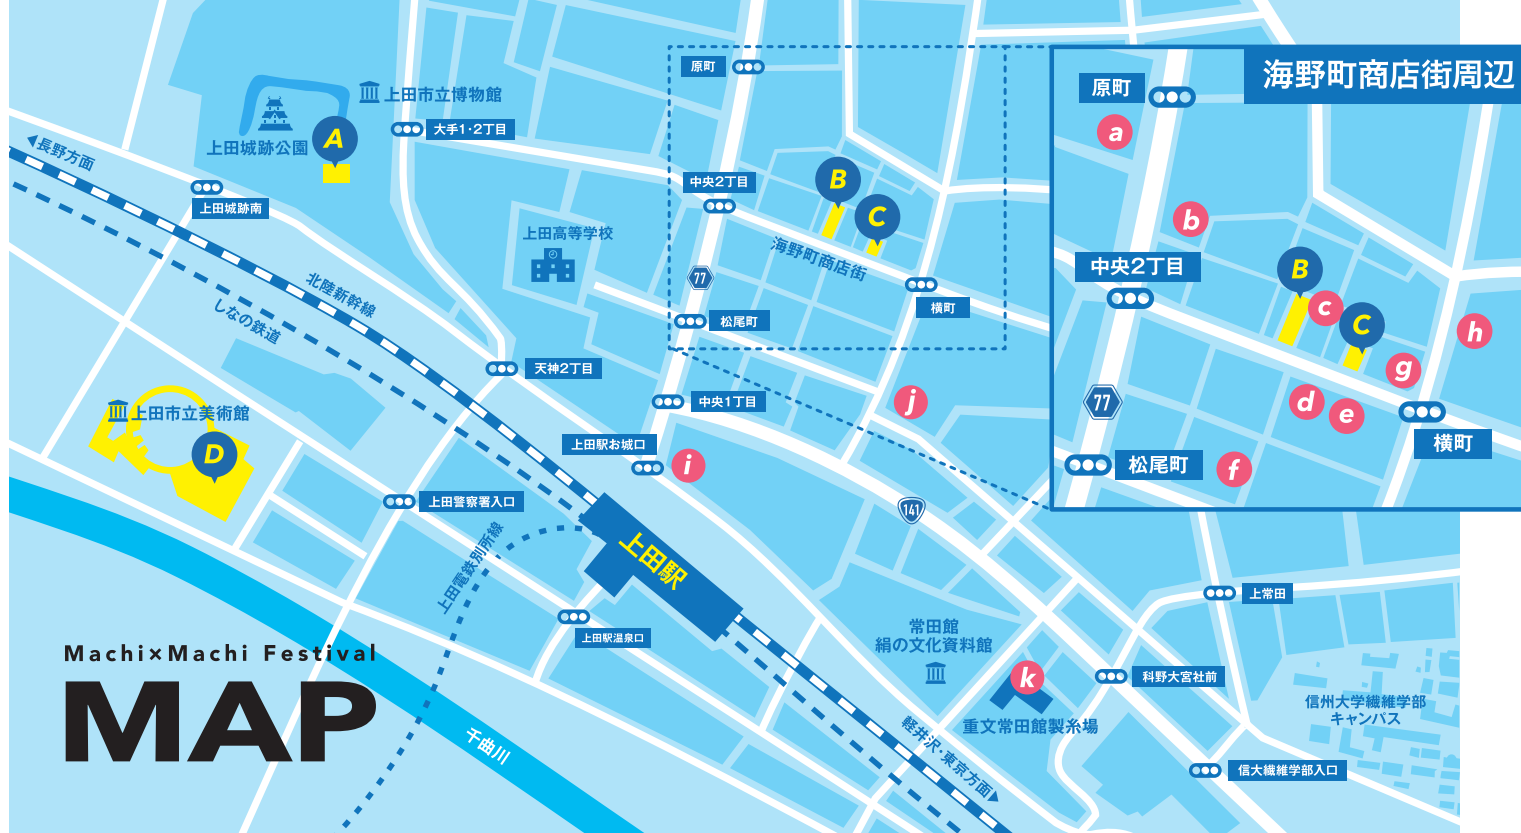 海野町商店街周辺
原町
原町
a
上田市立博物館
大手1・2丁目
上田城跡公園
A
◀長野方面
中央2丁目
B
C
上田城跡南
b
上田高等学校
海野町商店街
中央2丁目
B
77
北陸新幹線
しなの鉄道
横町
松尾町
c
C
h
天神2丁目
g
77
d
e
中央1丁目
j
横町
上田市立美術館
D
上田駅お城口
i
松尾町
f
上田警察署入口
141
上田電鉄別所線
上田駅
上常田
上田駅温泉口
常田館
絹の文化資料館
Machi×Machi Festival
MAP
k
科野大宮社前
重文常田館製糸場
信州大学繊維学部
キャンパス
千曲川
軽井沢・東京方面▶
信大繊維学部入口